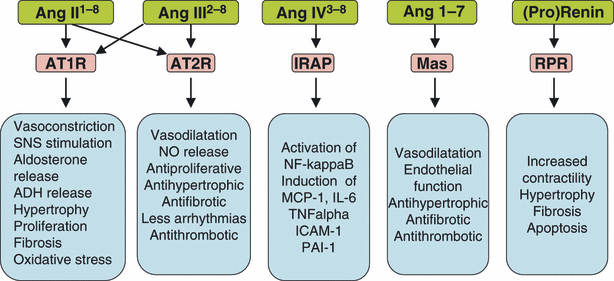 Ang II1–8
Ang III2–8
Ang IV3–8
Ang 1–7
(Pro)Renin
AT1R
AT2R
IRAP
Mas
RPR
Vasoconstriction
SNS stimulation
Aldosterone
release
ADH release
Hypertrophy
Proliferation
Fibrosis
Oxidative stress
Vasodilatation
NO release
Antiproliferative
Antihypertrophic
Antifibrotic
Less arrhythmias
Antithrombotic
Activation of
NF-kappaB
Induction of
MCP-1, IL-6
TNFalpha
ICAM-1
PAI-1
Vasodilatation
Endothelial
function
Antihypertrophic
Antifibrotic
Antithrombotic
Increased
contractility
Hypertrophy
Fibrosis
Apoptosis